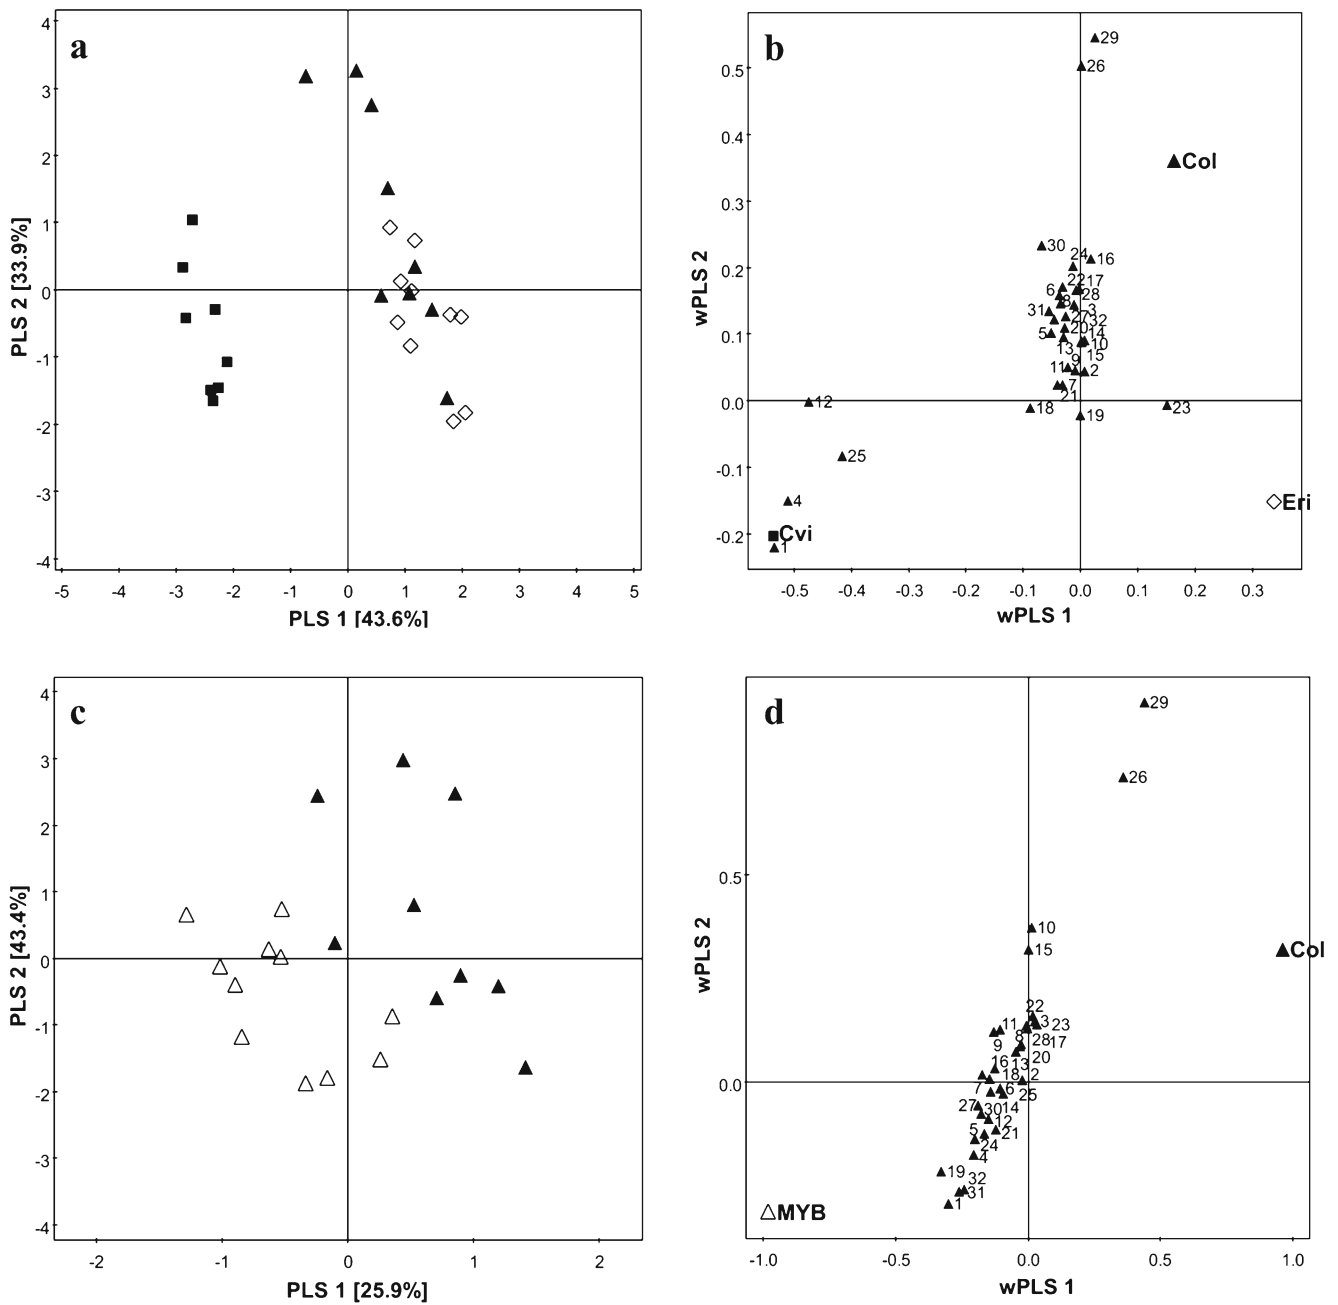 a
4
3
2
1
0
-1
-2
-3
-4
-5 -4 -3 -2 -1 0 1 2 3 4 5
PLS 2 [33.9%]
PLS 1 [43.6%]
b
0.5
0.4
0.3
0.2
0.1
0.0
-0.1
-0.2
-0.5 -0.4 -0.3 -0.2 -0.1 0.0 0.1 0.2 0.3
wPLS 2
wPLS 1
29
26
Col
30
24 16
22 17
6 28
8 3
31 27 32
5 20 14
13 10
9 15
11 2
7
21
12 18 19 23
25
4
Eri
Cvi
1
c
4
3
2
1
0
-1
-2
-3
-4
-2 -1 0 1 2
PLS 2 [43.4%]
PLS 1 [25.9%]
d
0.5
0.0
-1.0 -0.5 0.0 0.5 1.0
wPLS 2
wPLS 1
29
26
10
15
Col
22
11 3 23
8 28 17
9
16 13 20
18 2
7 6 25
27 30 14
12
5 21
24
4
19 32
31
1
MYB